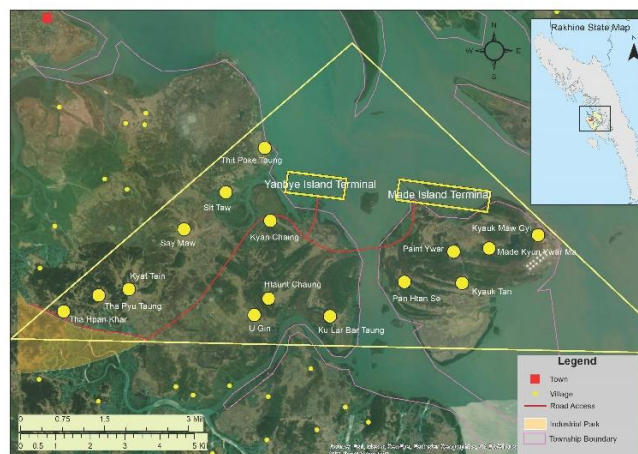 Rakhine State Map
N
N
W
E
S
Thit Poke Taung
Yanbye Island Terminal
Made Island Terminal
Sit Taw
Kyan Chaing
Kyauk Maw Gyi
Say Maw
Paint Ywar
Made Kyun Ywar Ma
Kyat Tain
Pan Htan Se
Kyauk Tan
Tha Pyu Taung
Htaunt Chaung
Tha Hpan Khar
U Gin
Ku Lar Bar Taung
Legend
Town
Village
Road Access
Industrial Park
Township Boundary
0 0.75 1.5 3 Mi
0 0.5 1 2 3 4 5 Ki